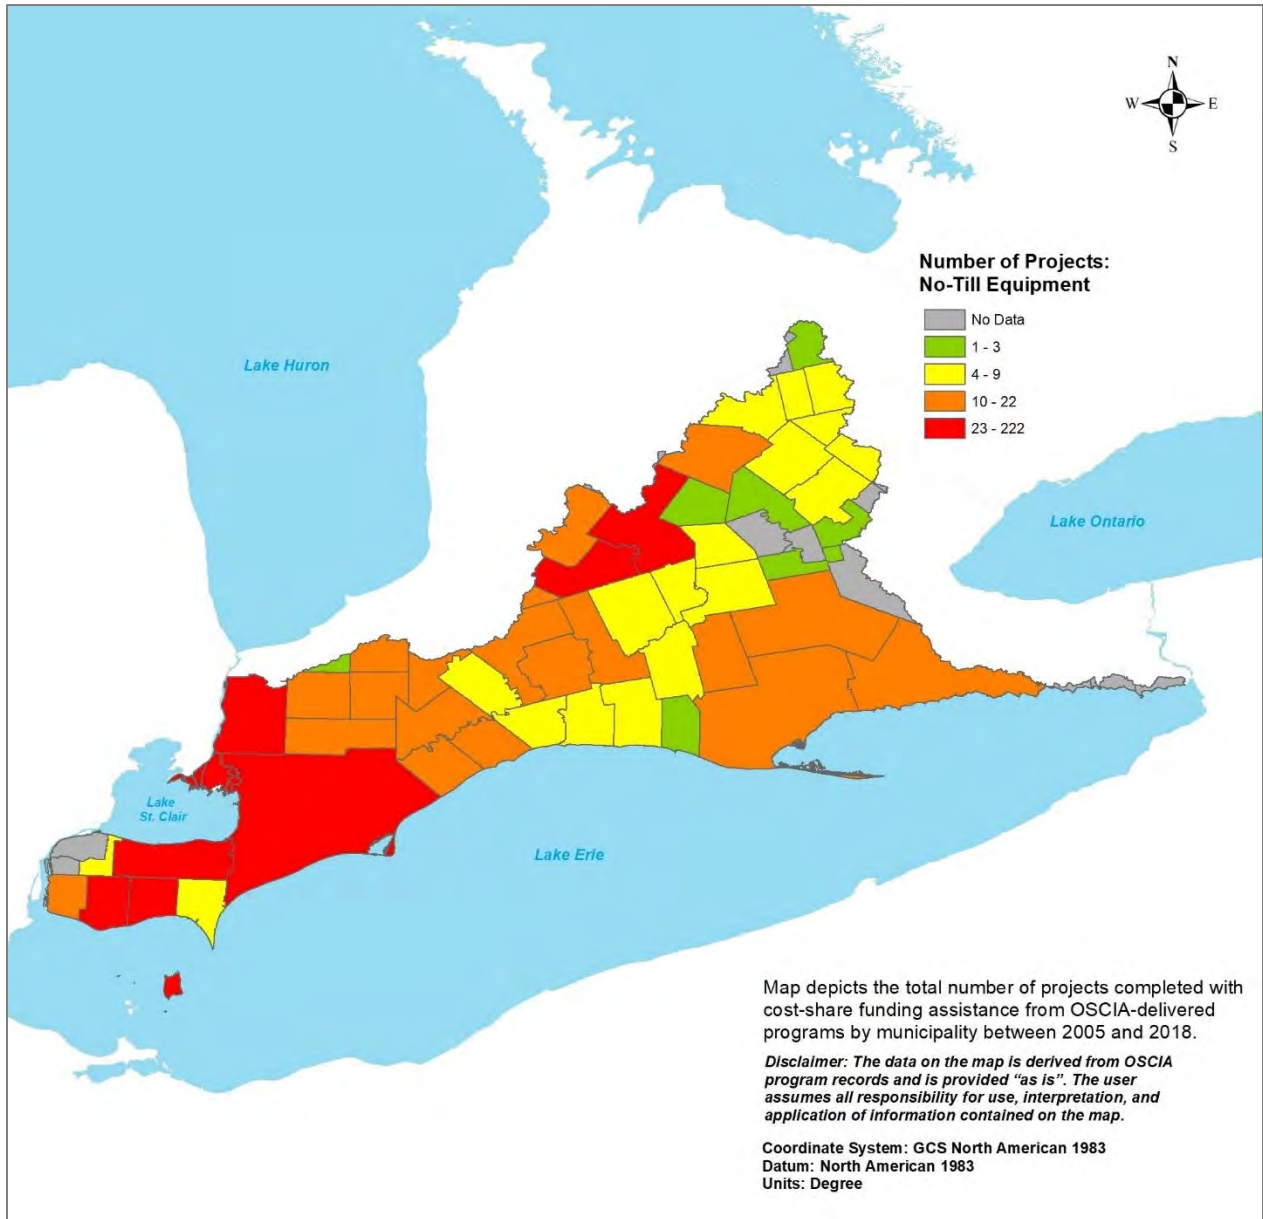 N
W E
S
Number of Projects:
No-Till Equipment
No Data
1 - 3
4 - 9
10 - 22
23 - 222
Lake Huron
Lake Ontario
Lake
St. Clair
Lake Erie
Map depicts the total number of projects completed with
cost-share funding assistance from OSCIA-delivered
programs by municipality between 2005 and 2018.
Disclaimer: The data on the map is derived from OSCIA
program records and is provided “as is”. The user
assumes all responsibility for use, interpretation, and
application of information contained on the map.
Coordinate System: GCS North American 1983
Datum: North American 1983
Units: Degree